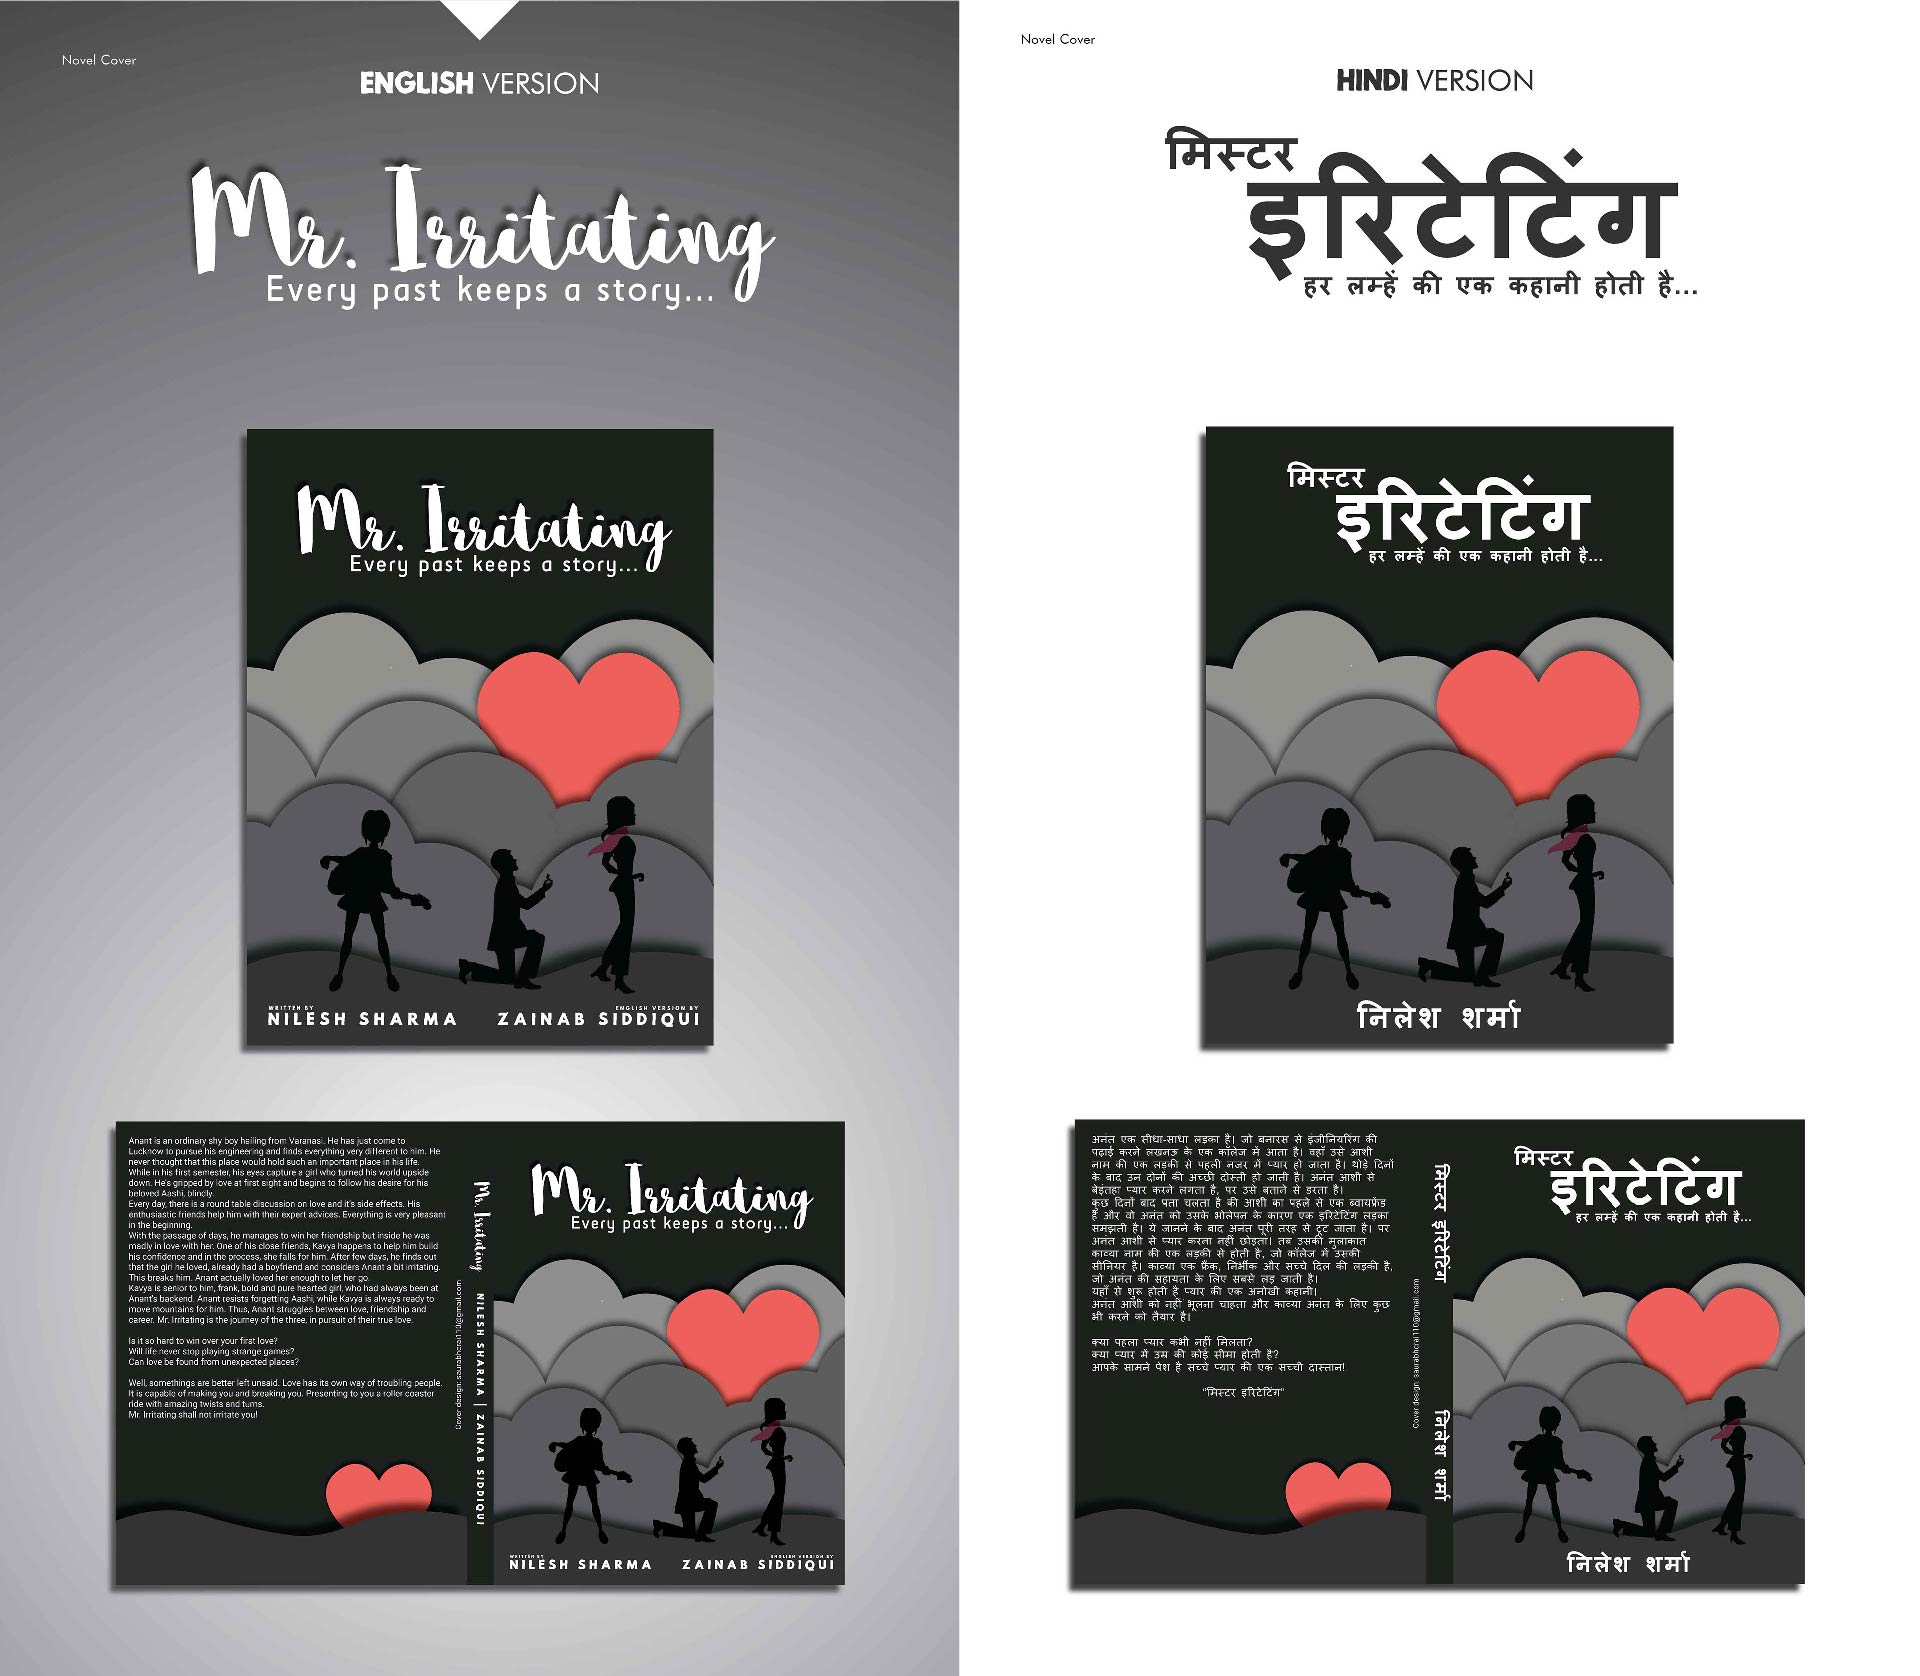 Novel Cover
ENGLISH VERSION
Mr. Irritating
Every past keeps a story...
Mr. Irritating
Every past keeps a story...
WRITTEN BY
NILESH SHARMA
ENGLISH VERSION BY
ZAINAB SIDDIQUI
Anant is an ordinary shy boy hailing from Varanasi. He has just come to
Lucknow to pursue his engineering and finds everything very different to him. He
never thought that this place would hold such an important place in his life.
While in his first semester, his eyes capture a girl who turned his world upside
down. He's gripped by love at first sight and begins to follow his desire for his
beloved Aashi, blindly.
Every day, there is a round table discussion on love and it's side effects. His
enthusiastic friends help him with their expert advices. Everything is very pleasant
in the beginning.
With the passage of days, he manages to win her friendship but inside he was
madly in love with her. One of his close friends, Kavya happens to help him build
his confidence and in the process, she falls for him. After few days, he finds out
that the girl he loved, already had a boyfriend and considers Anant a bit irritating.
This breaks him. Anant actually loved her enough to let her go.
Kavya is senior to him, frank, bold and pure hearted girl, who had always been at
Anant's backend. Anant resists forgetting Aashi, while Kavya is always ready to
move mountains for him. Thus, Anant struggles between love, friendship and
career. Mr. Irritating is the journey of the three, in pursuit of their true love.
Is it so hard to win over your first love?
Will life never stop playing strange games?
Can love be found from unexpected places?
Well, somethings are better left unsaid. Love has its own way of troubling people.
It is capable of making you and breaking you. Presenting to you a roller coaster
ride with amazing twists and turns.
Mr. Irritating shall not irritate you!
Cover design: saurabhcrai110@gmail.com
Mr. Irritating NILESH SHARMA | ZAINAB SIDDIQUI
Mr. Irritating
Every past keeps a story...
WRITTEN BY
NILESH SHARMA
ENGLISH VERSION BY
ZAINAB SIDDIQUI
Novel Cover
HINDI VERSION
मिस्टर
इरिटेटिंग
हर लम्हें की एक कहानी होती है...
मिस्टर
इरिटेटिंग
हर लम्हें की एक कहानी होती है...
निलेश शर्मा
अनंत एक सीधा-साधा लड़का है। जो बनारस से इंजीनियरिंग की
पढ़ाई करने लखनऊ के एक कॉलेज में आता है। वहाँ उसे आशी
नाम की एक लड़की से पहली नजर में प्यार हो जाता है। थोड़े दिनों
के बाद उन दोनों की अच्छी दोस्ती हो जाती है। अनंत आशी से
बेइंतहा प्यार करने लगता है, पर उसे बताने से डरता है।
कुछ दिनों बाद पता चलता है की आशी का पहले से एक ब्वायफ्रेंड
है और वो अनंत को उसके भोलेपन के कारण एक इरिटेटिंग लड़का
समझती है। ये जानने के बाद अनंत पूरी तरह से टूट जाता है। पर
अनंत आशी से प्यार करना नहीं छोड़ता। तब उसकी मुलाकात
काव्या नाम की एक लड़की से होती है, जो कॉलेज में उसकी
सीनियर है। काव्या एक फ्रैंक, निर्भीक और सच्चे दिल की लड़की है,
जो अनंत की सहायता के लिए सबसे लड़ जाती है।
यहाँ से शुरू होती है प्यार की एक अनोखी कहानी।
अनंत आशी को नहीं भूलना चाहता और काव्या अनंत के लिए कुछ
भी करने को तैयार है।
क्या पहला प्यार कभी नहीं मिलता?
क्या प्यार में उम्र की कोई सीमा होती है?
आपके सामने पेश है सच्चे प्यार की एक सच्ची दास्तान!
"मिस्टर इरिटेटिंग"
Cover design: saurabhcrai110@gmail.com
मिस्टर इरिटेटिंग निलेश शर्मा
मिस्टर
इरिटेटिंग
हर लम्हें की एक कहानी होती है...
निलेश शर्मा